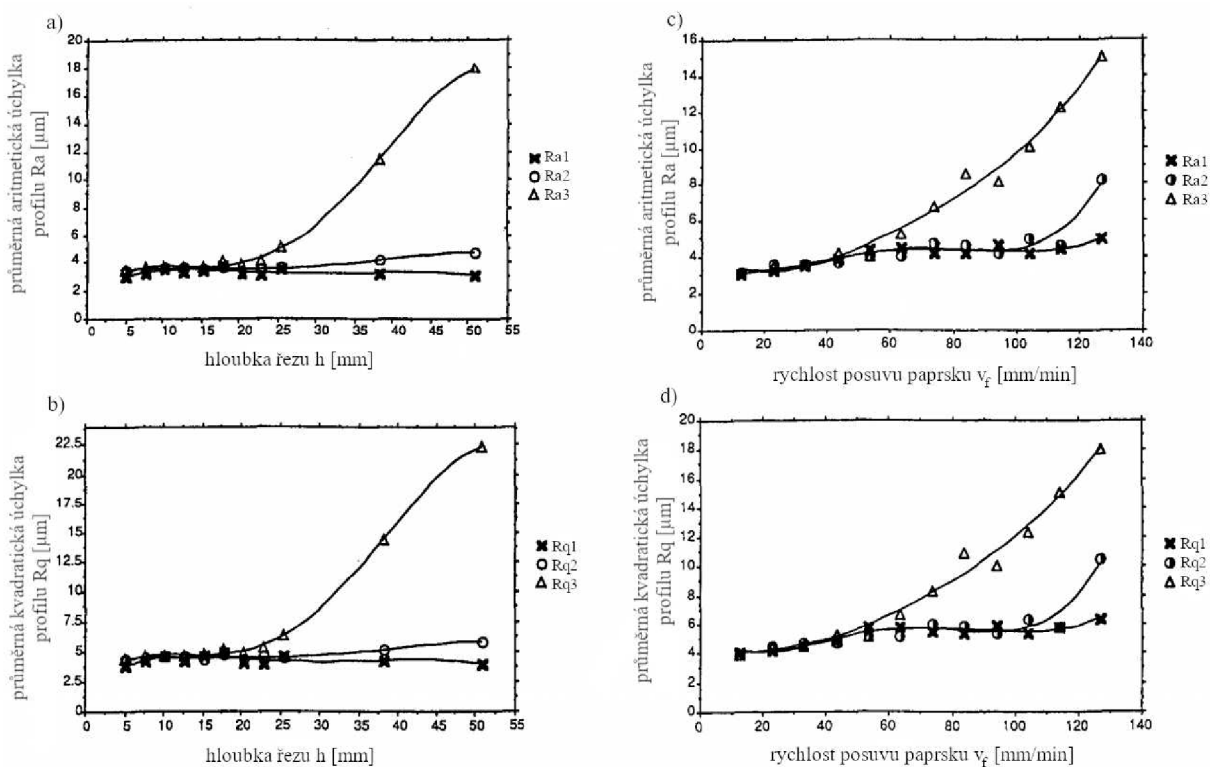 a)
průměrná aritmetická úchylka
profilu Ra [µm]
20
18
16
14
12
10
8
6
4
2
0
0 5 10 15 20 25 30 35 40 45 50 55
hloubka řezu h [mm]
Ra1
Ra2
Ra3
c)
průměrná aritmetická úchylka
profilu Ra [µm]
16
14
12
10
8
6
4
2
0
0 20 40 60 80 100 120 140
rychlost posuvu paprsku vf [mm/min]
Ra1
Ra2
Ra3
b)
průměrná kvadratická úchylka
profilu Rq [µm]
22.5
20
17.5
15
12.5
10
7.5
5
2.5
0
0 5 10 15 20 25 30 35 40 45 50 55
hloubka řezu h [mm]
Rq1
Rq2
Rq3
d)
průměrná kvadratická úchylka
profilu Rq [µm]
20
18
16
14
12
10
8
6
4
2
0
0 20 40 60 80 100 120 140
rychlost posuvu paprsku vf [mm/min]
Rq1
Rq2
Rq3